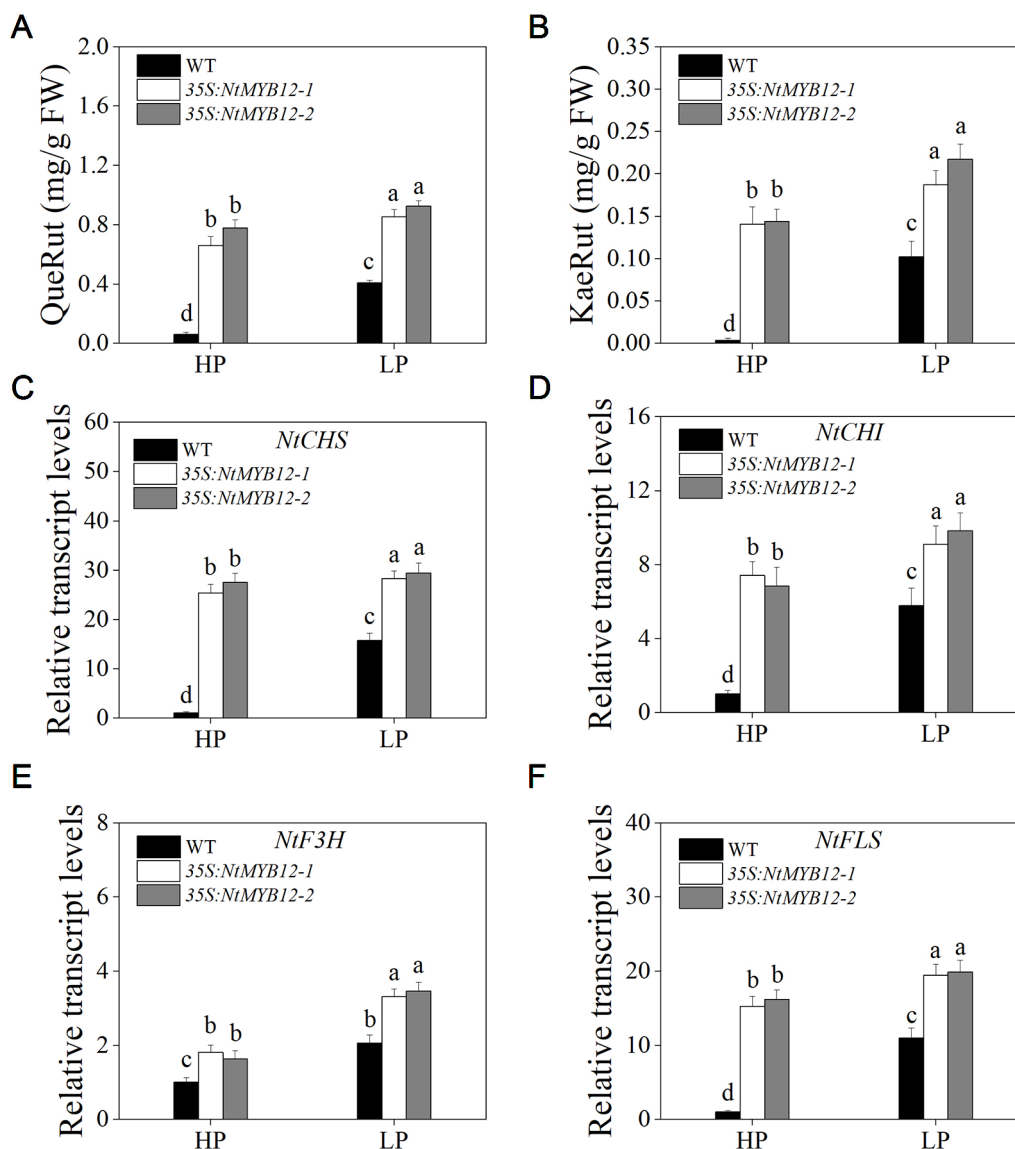 A
QueRut (mg/g FW)
2.0
1.6
1.2
0.8
0.4
0.0
WT
35S:NtMYB12-1
35S:NtMYB12-2
d
b
b
c
a
a
HP
LP
B
KaeRut (mg/g FW)
0.35
0.30
0.25
0.20
0.15
0.10
0.05
0.00
WT
35S:NtMYB12-1
35S:NtMYB12-2
d
b
b
c
a
a
HP
LP
C
Relative transcript levels
60
50
40
30
20
10
0
NtCHS
WT
35S:NtMYB12-1
35S:NtMYB12-2
d
b
b
c
a
a
HP
LP
D
Relative transcript levels
16
12
8
4
0
NtCHI
WT
35S:NtMYB12-1
35S:NtMYB12-2
d
b
b
c
a
a
HP
LP
E
Relative transcript levels
8
6
4
2
0
NtF3H
WT
35S:NtMYB12-1
35S:NtMYB12-2
c
b
b
b
a
a
HP
LP
F
Relative transcript levels
40
30
20
10
0
NtFLS
WT
35S:NtMYB12-1
35S:NtMYB12-2
d
b
b
c
a
a
HP
LP